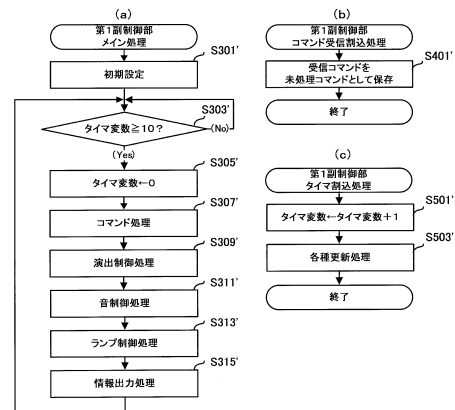 (a)
第1副制御部
メイン処理
S301'
初期設定
S303'
タイマ変数≧10?
(No)
(Yes)
S305'
タイマ変数←0
S307'
コマンド処理
S309'
演出制御処理
S311'
音制御処理
S313'
ランプ制御処理
S315'
情報出力処理
(b)
第1副制御部
コマンド受信割込処理
S401'
受信コマンドを
未処理コマンドとして保存
終了
(c)
第1副制御部
タイマ割込処理
S501'
タイマ変数←タイマ変数+1
S503'
各種更新処理
終了